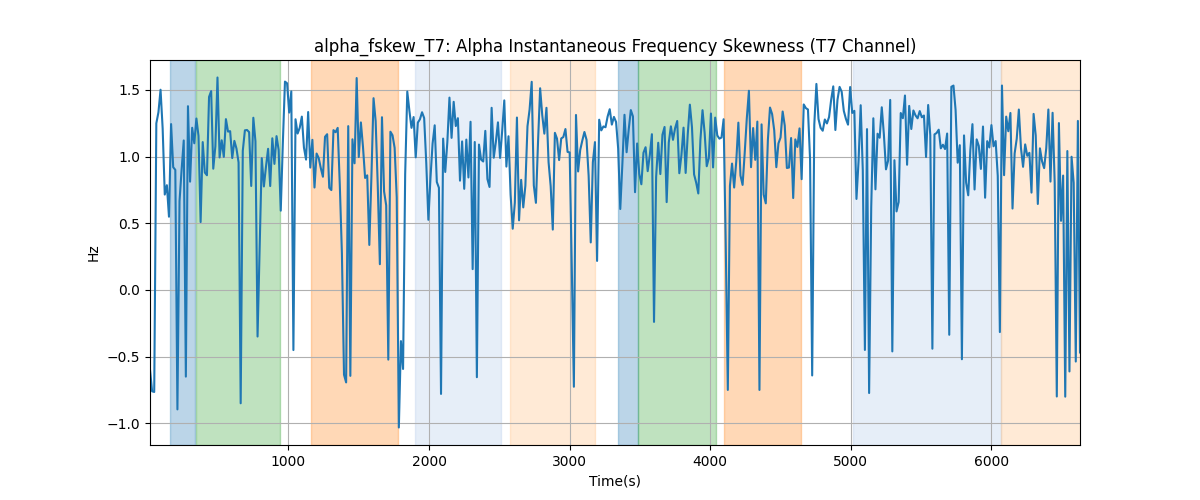 alpha_fskew_T7: Alpha Instantaneous Frequency Skewness (T7 Channel)
1.5
1.0
0.5
0.0
−0.5
−1.0
Hz
1000 2000 3000 4000 5000 6000
Time(s)